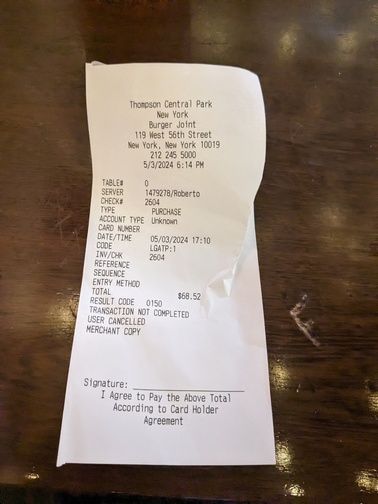 Thompson Central Park
New York
Burger Joint
119 West 56th Street
New York, New York 10019
212 245 5000
5/3/2024 6:14 PM
TABLE# 0
SERVER 1479278/Roberto
CHECK# 2604
TYPE PURCHASE
ACCOUNT TYPE Unknown
CARD NUMBER
DATE/TIME 05/03/2024 17:10
CODE LGATP:1
INV/CHK 2604
REFERENCE
SEQUENCE
ENTRY METHOD
TOTAL $68.52
RESULT CODE 0150
TRANSACTION NOT COMPLETED
USER CANCELLED
MERCHANT COPY
Signature:
I Agree to Pay the Above Total
According to Card Holder
Agreement